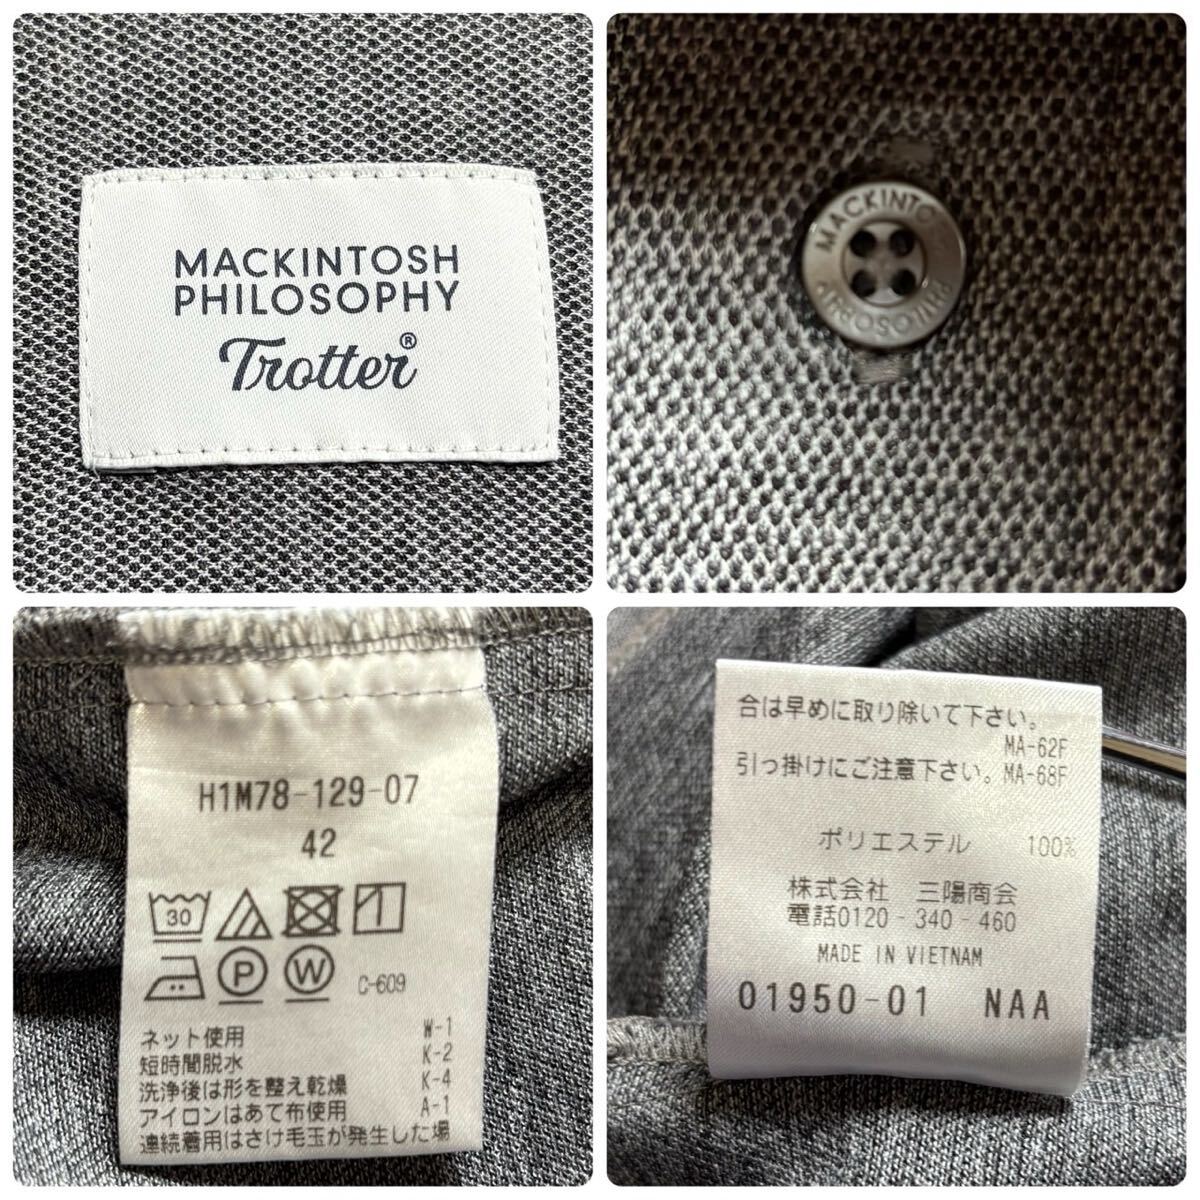 MACKINTOSH
PHILOSOPHY
Trotter®
MACKINTOSH
PHILOSOPHY
H1M78-129-07
42
30
P
W
C-609
ネット使用 W-1
短時間脱水 K-2
洗浄後は形を整え乾燥 K-4
アイロンはあて布使用 A-1
連続着用はさけ毛玉が発生した場
合は早めに取り除いて下さい。
MA-62F
引っ掛けにご注意下さい。MA-68F
ポリエステル 100%
株式会社 三陽商会
電話0120-340-460
MADE IN VIETNAM
01950-01 NAA